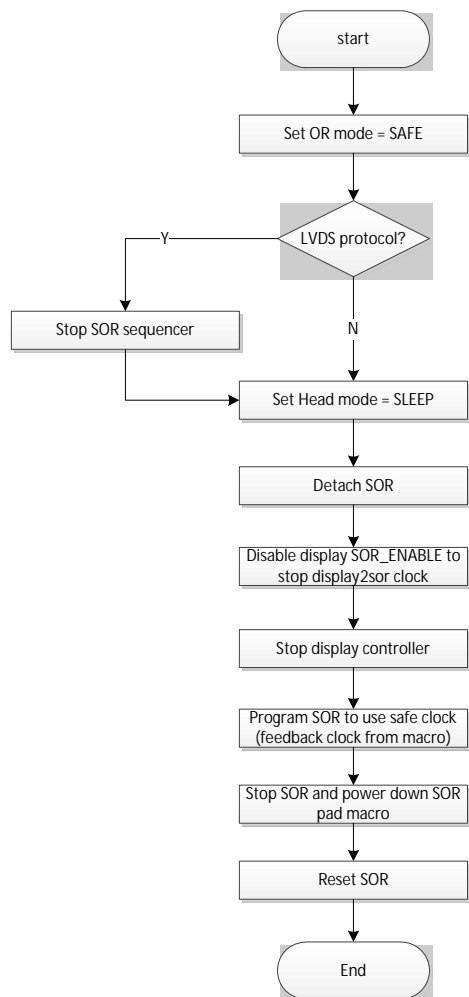 start
Set OR mode = SAFE
LVDS protocol?
Y
Stop SOR sequencer
N
Set Head mode = SLEEP
Detach SOR
Disable display SOR_ENABLE to
stop display2sor clock
Stop display controller
Program SOR to use safe clock
(feedback clock from macro)
Stop SOR and power down SOR
pad macro
Reset SOR
End